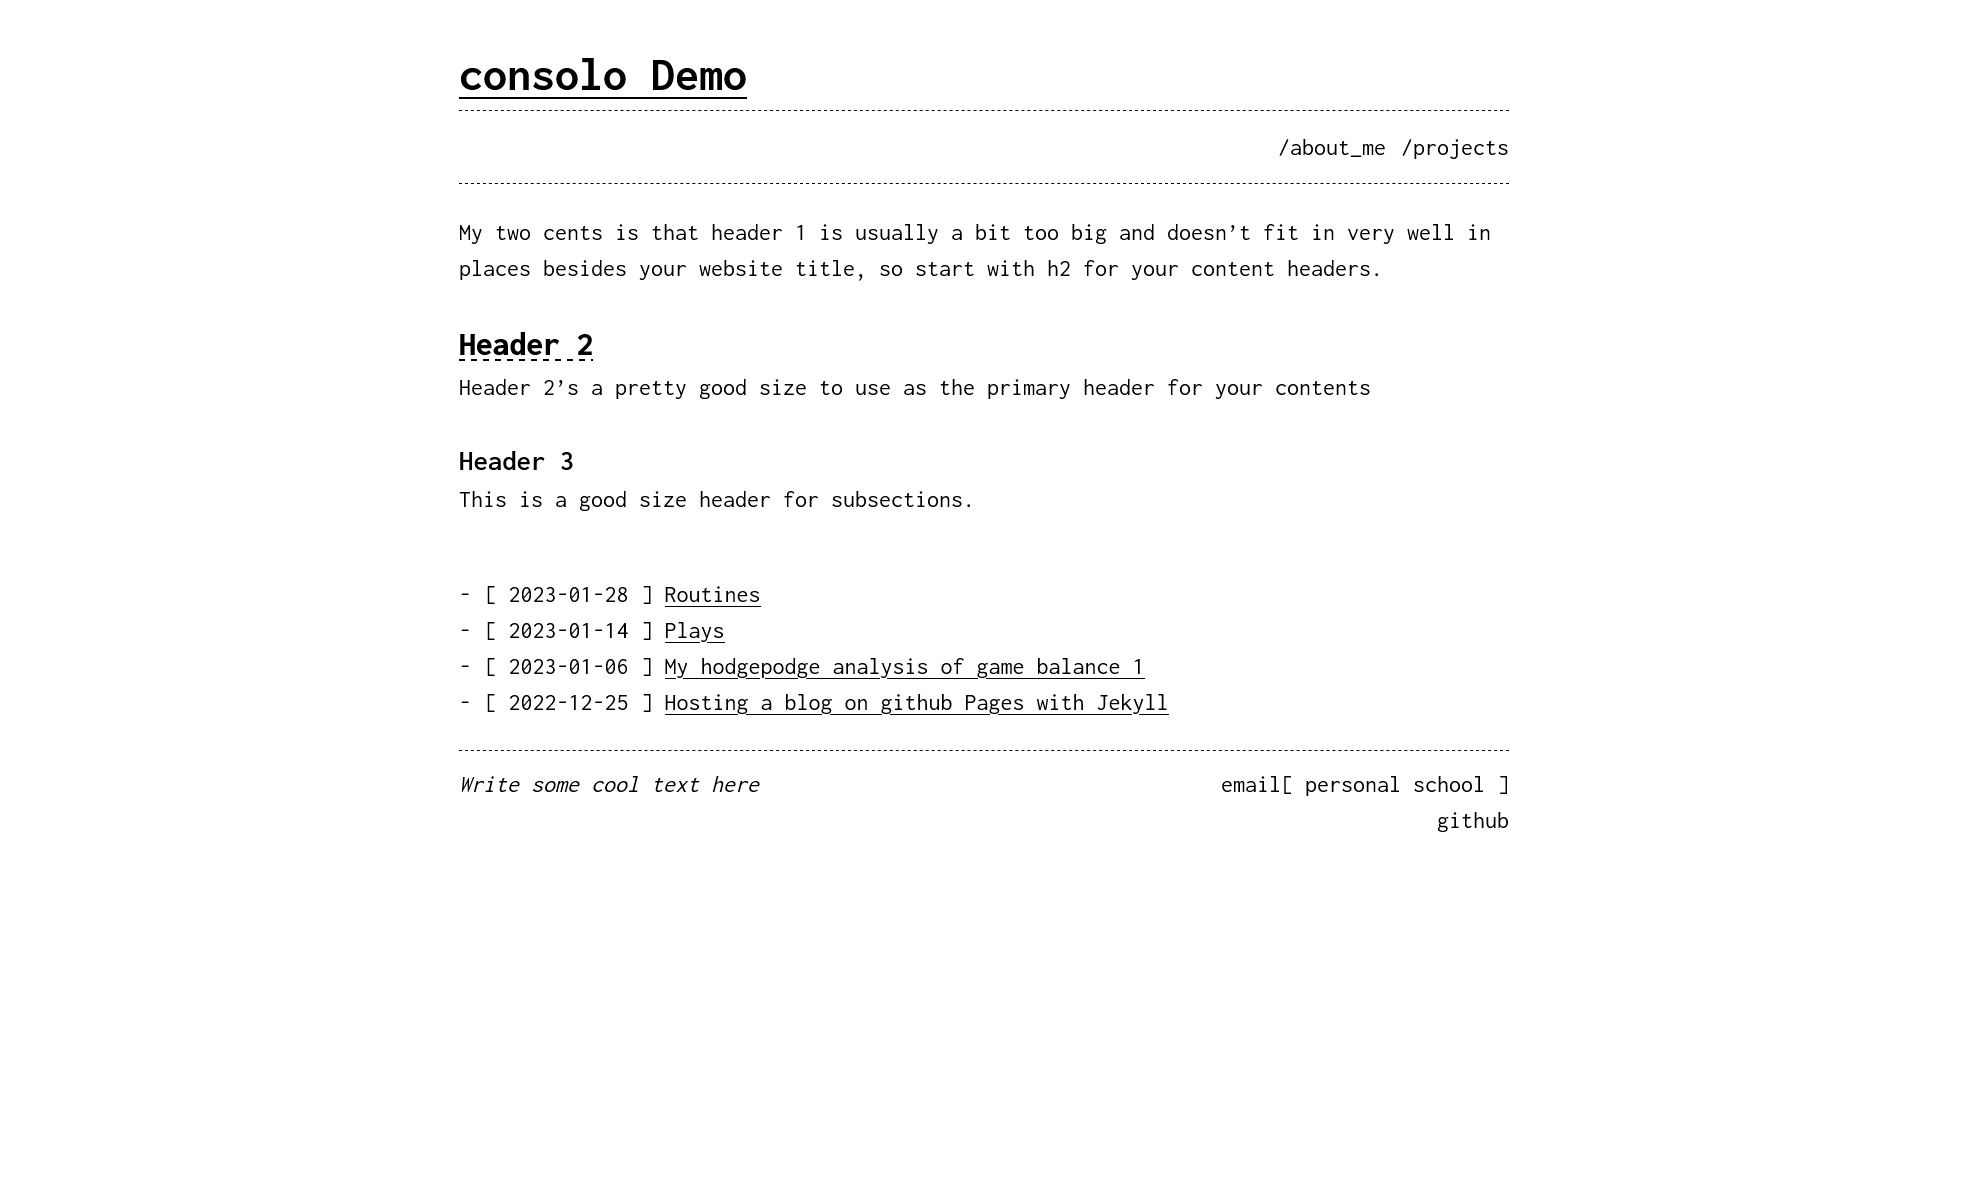 consolo Demo
/about_me /projects
My two cents is that header 1 is usually a bit too big and doesn’t fit in very well in
places besides your website title, so start with h2 for your content headers.
Header 2
Header 2’s a pretty good size to use as the primary header for your contents
Header 3
This is a good size header for subsections.
- [ 2023-01-28 ] Routines
- [ 2023-01-14 ] Plays
- [ 2023-01-06 ] My hodgepodge analysis of game balance 1
- [ 2022-12-25 ] Hosting a blog on github Pages with Jekyll
Write some cool text here
email[ personal school ]
github